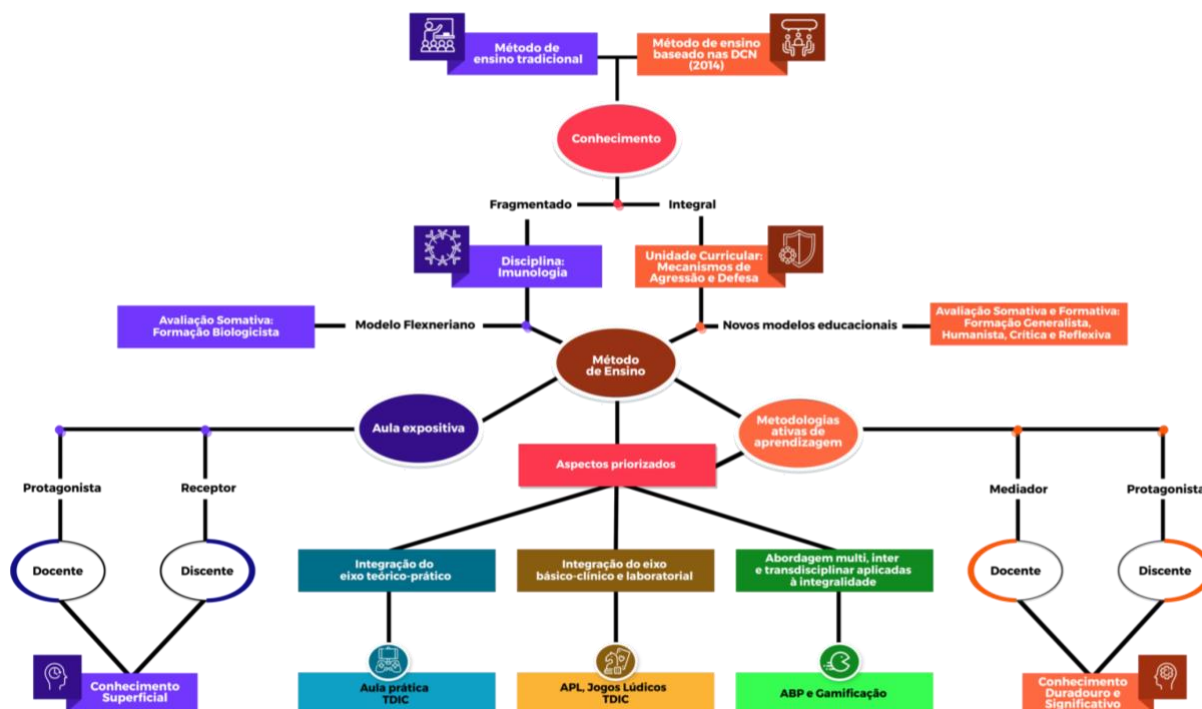 Método de
ensino tradicional
Método de ensino
baseado nas DCN
(2014)
Conhecimento
Fragmentado
Integral
Disciplina:
Imunologia
Unidade Curricular:
Mecanismos de
Agressão e Defesa
Avaliação Somativa:
Formação Biologicista
Modelo Flexneriano
Novos modelos educacionais
Avaliação Somativa e Formativa:
Formação Generalista,
Humanista, Crítica e Reflexiva
Método
de Ensino
Aula expositiva
Metodologias
ativas de
aprendizagem
Aspectos priorizados
Protagonista
Receptor
Mediador
Protagonista
Docente
Discente
Integração do
eixo teórico-prático
Integração do eixo
básico-clínico e laboratorial
Abordagem multi, inter
e transdisciplinar aplicadas
à integralidade
Docente
Discente
Conhecimento
Superficial
Aula prática
TDIC
APL, Jogos Lúdicos
TDIC
ABP e Gamificação
Conhecimento
Duradouro e
Significativo